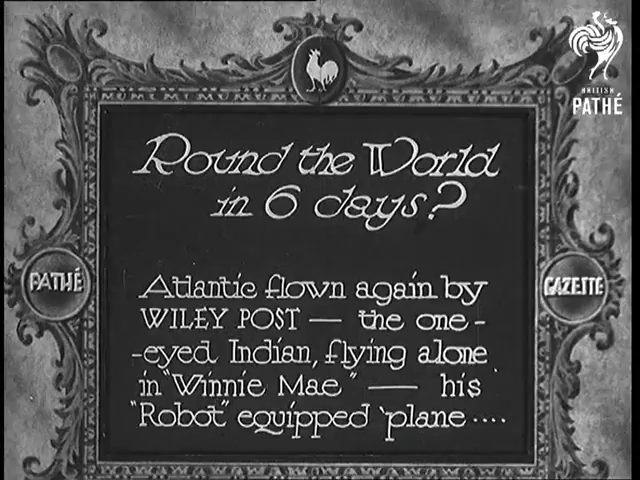 BRITISH
PATHÉ
Round the World
in 6 days?
PATHÉ
GAZETTE
Atlantic flown again by
WILEY POST — the one-
-eyed Indian, flying alone
in "Winnie Mae" — his
"Robot" equipped 'plane ....